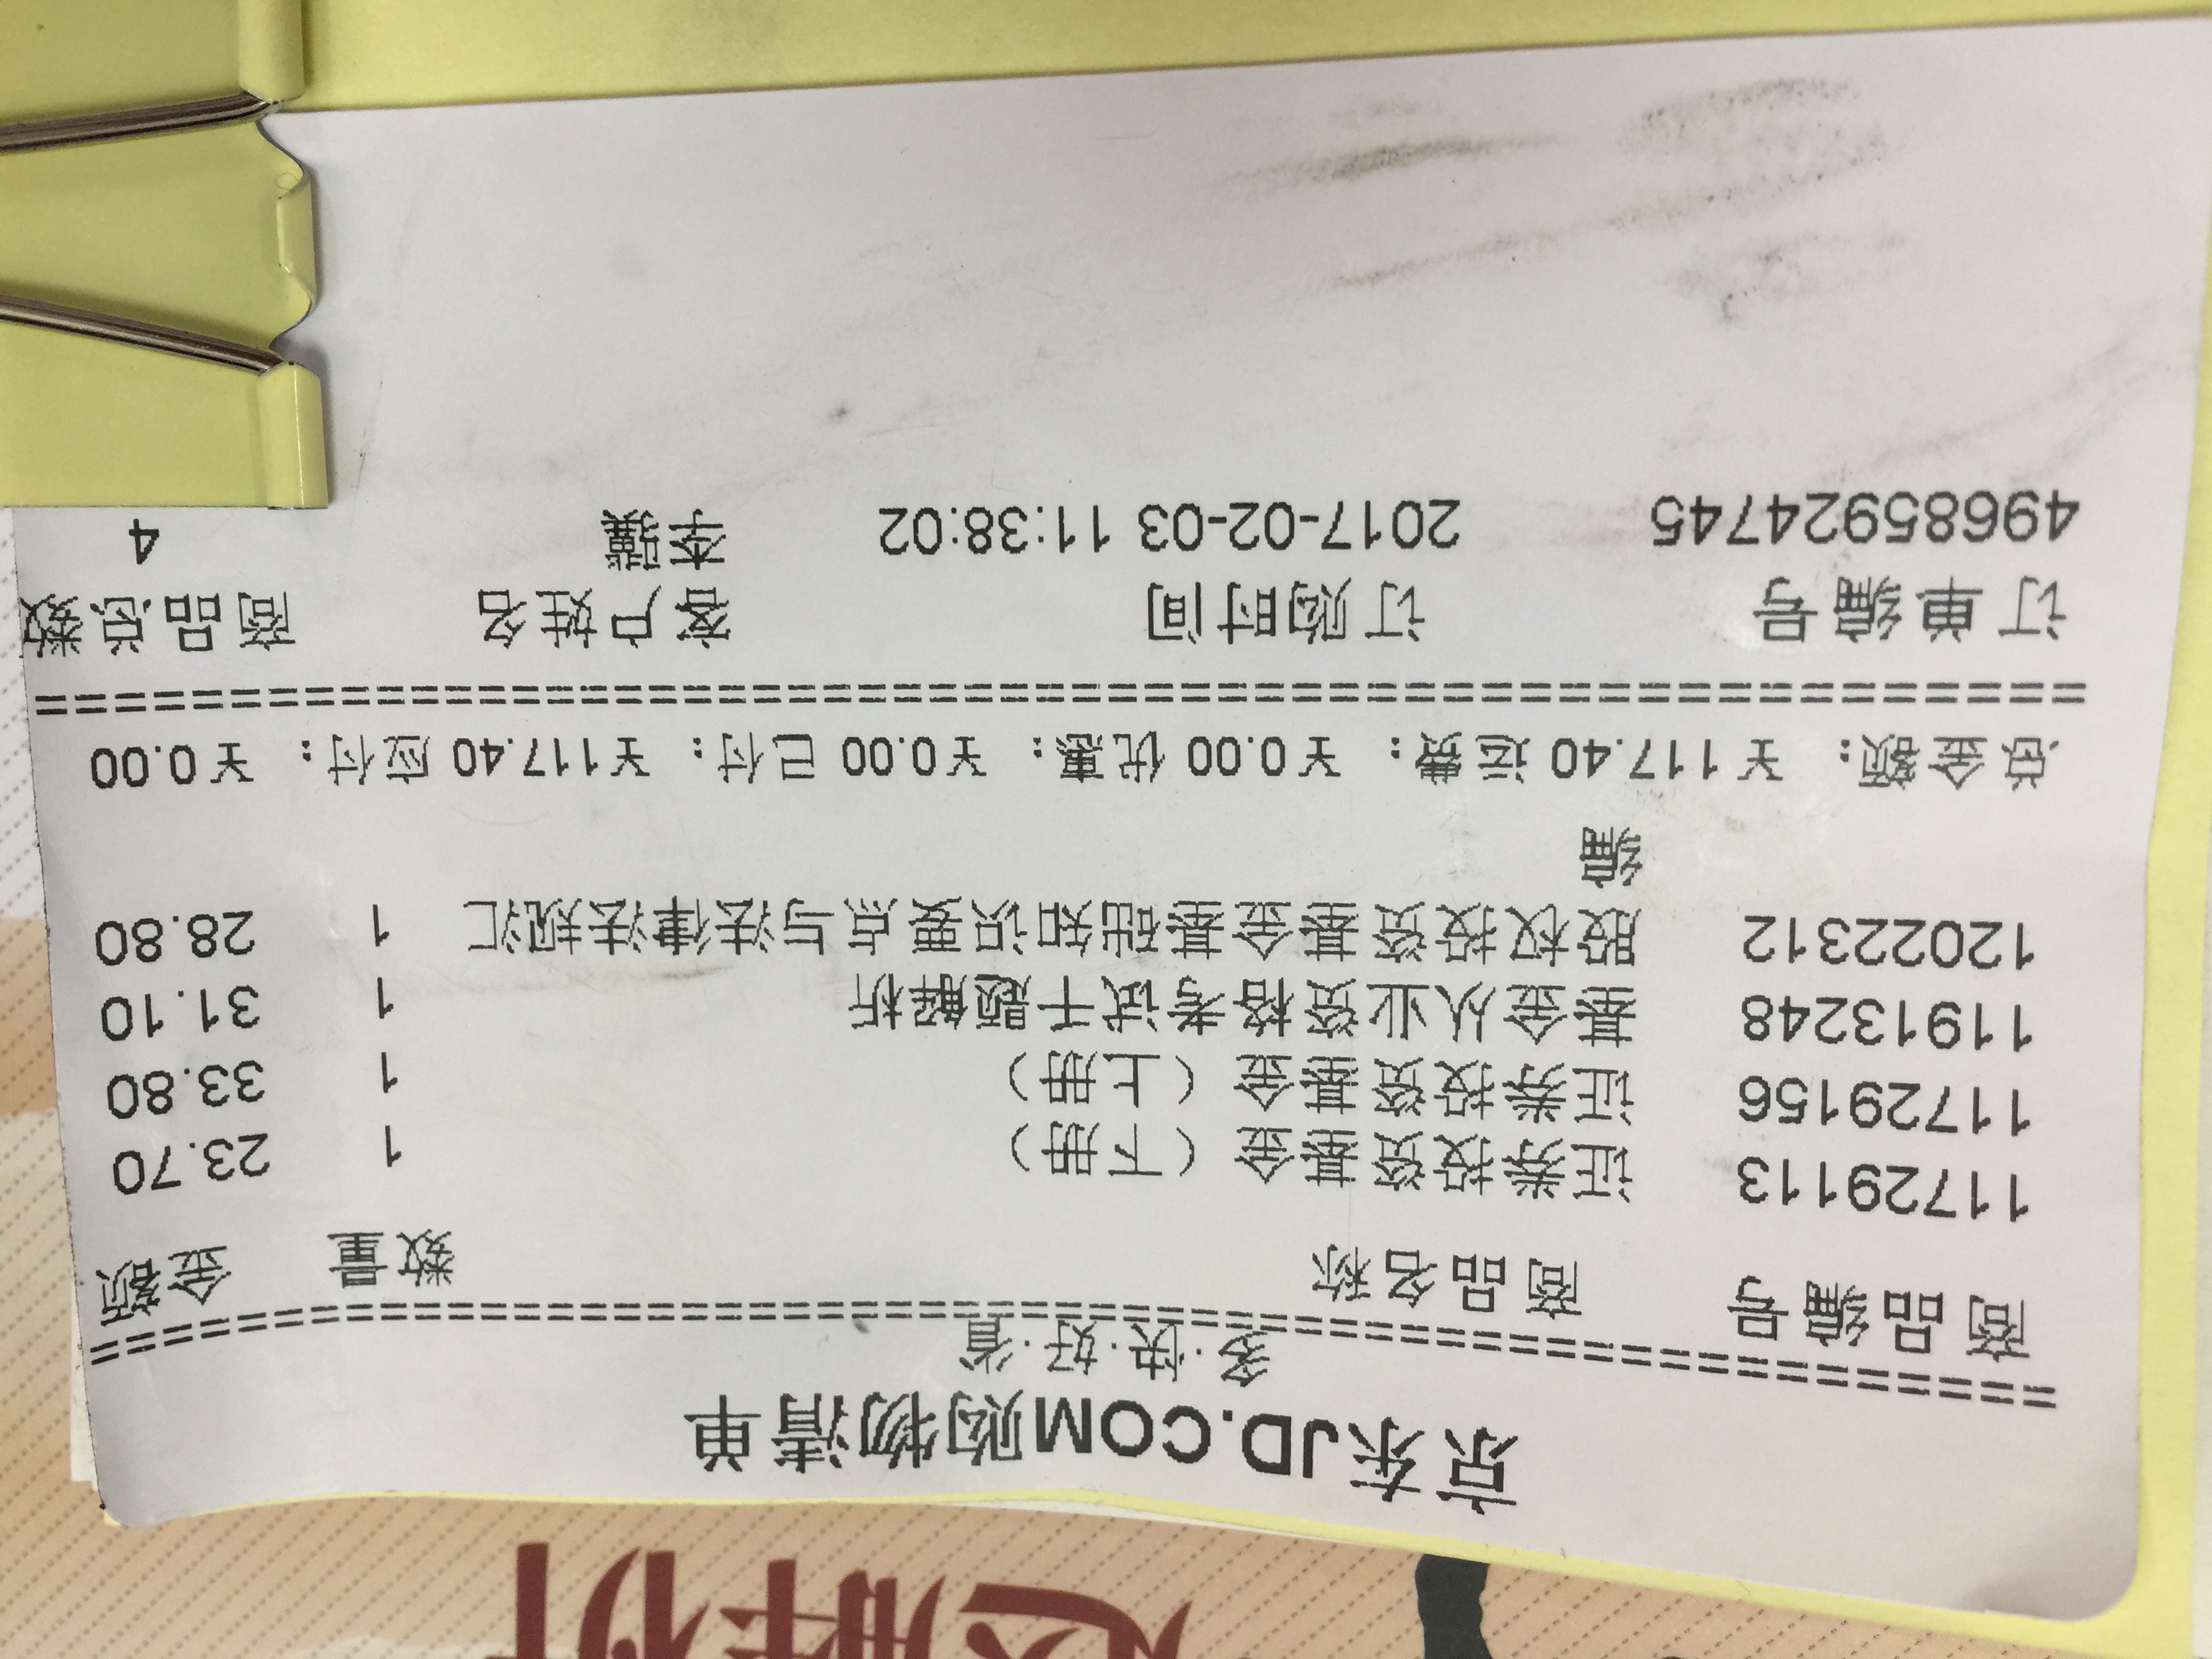 京东JD.COM购物清单
多.快.好.省
==================================================
商品编号 商品名称 数量 金额
11729113 证券投资基金（下册） 1 23.70
11729156 证券投资基金（上册） 1 33.80
11913248 基金从业资格考试千题解析 1 31.10
12022312 股权投资基金基础知识要点与法律法规汇 1 28.80
编
总金额：￥117.40 运费：￥0.00 优惠：￥0.00 已付：￥117.40 应付：￥0.00
==================================================
订单编号 订购时间 客户姓名 商品总数
49685924745 2017-02-03 11:38:02 李骥 4
题解析